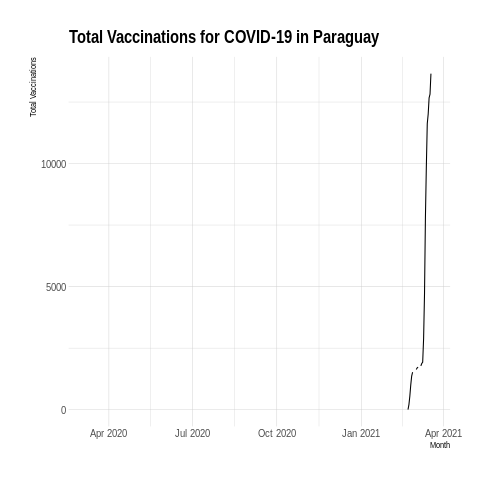 Total Vaccinations for COVID-19 in Paraguay
Total Vaccinations
10000
5000
0
Apr 2020 Jul 2020 Oct 2020 Jan 2021 Apr 2021
Month